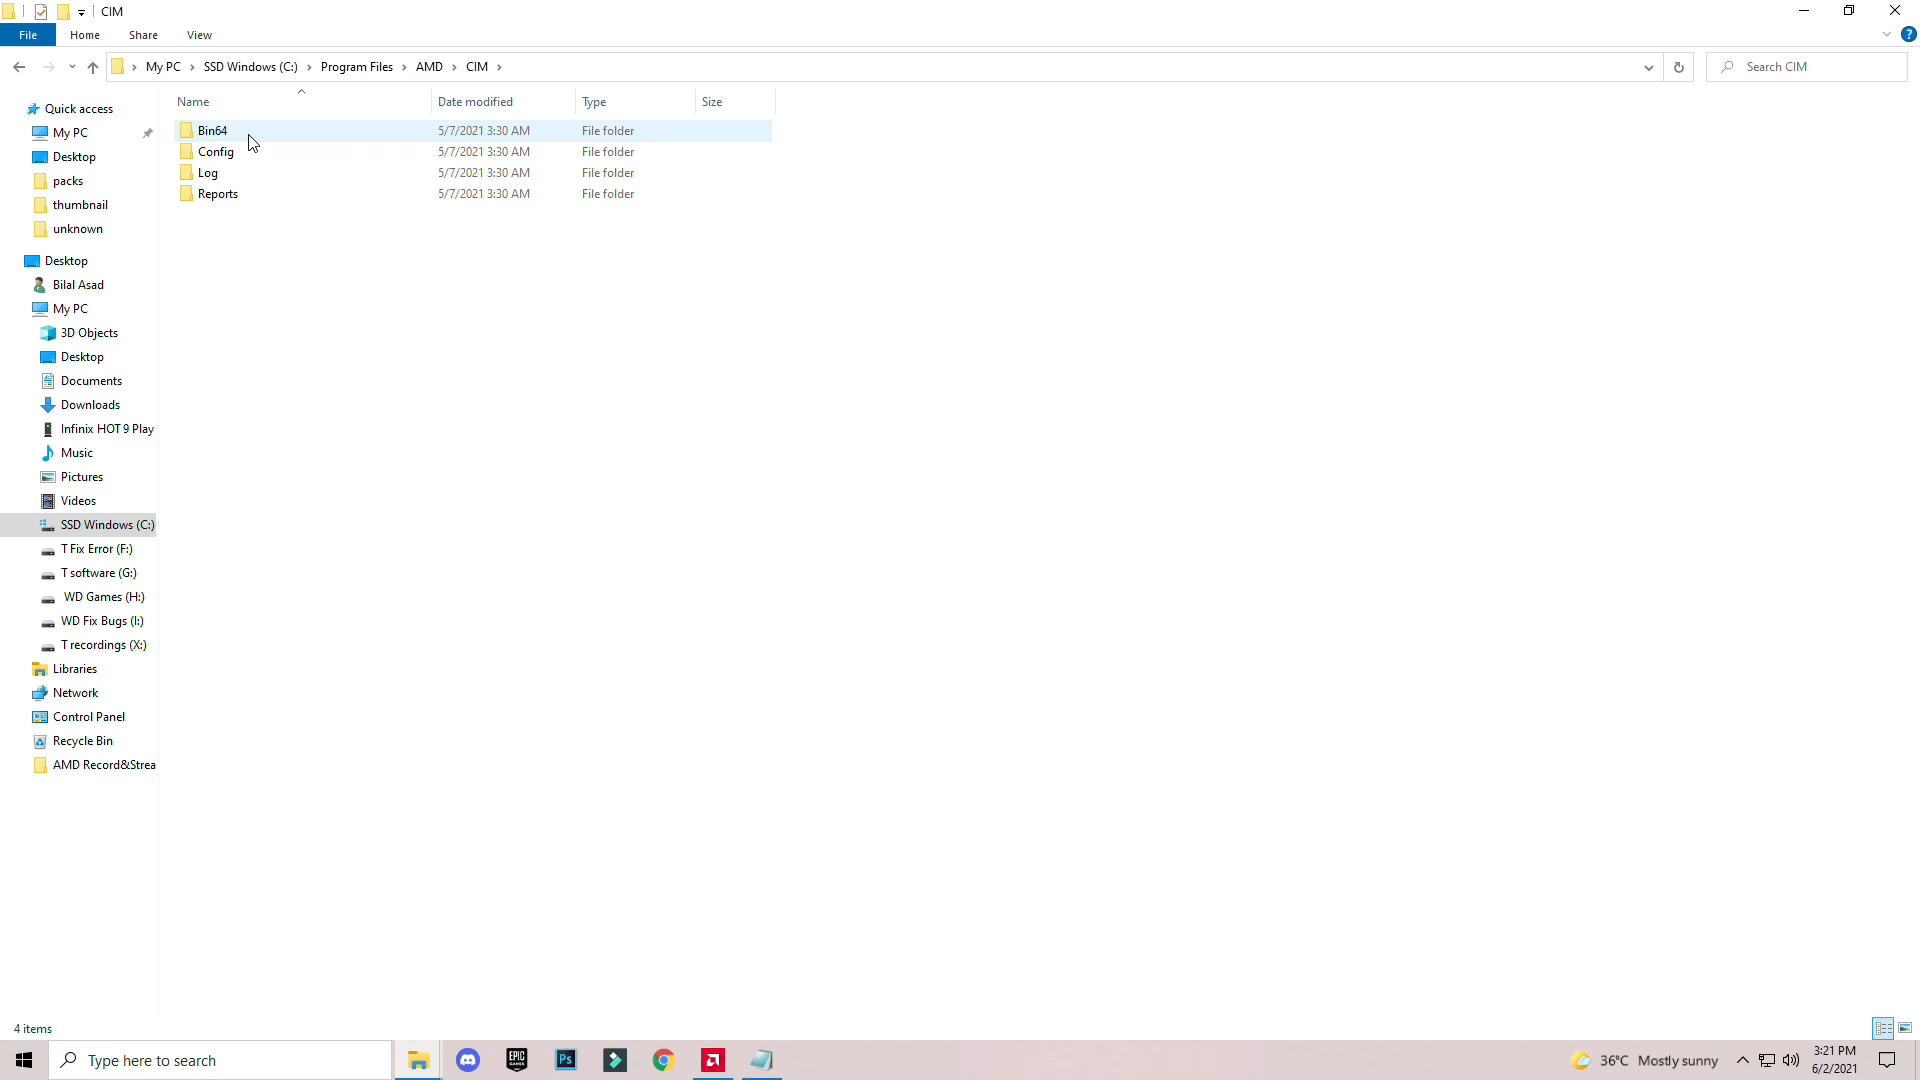 CIM
File Home Share View
My PC SSD Windows (C:) Program Files AMD CIM
Search CIM
Name Date modified Type Size
Bin64 5/7/2021 3:30 AM File folder
Config 5/7/2021 3:30 AM File folder
Log 5/7/2021 3:30 AM File folder
Reports 5/7/2021 3:30 AM File folder
Quick access
My PC
Desktop
packs
thumbnail
unknown
Desktop
Bilal Asad
My PC
3D Objects
Desktop
Documents
Downloads
Infinix HOT 9 Play
Music
Pictures
Videos
SSD Windows (C:)
T Fix Error (F:)
T software (G:)
WD Games (H:)
WD Fix Bugs (I:)
T recordings (X:)
Libraries
Network
Control Panel
Recycle Bin
AMD Record&Strea
4 items
Type here to search
EPIC GAMES
Ps
36°C Mostly sunny
3:21 PM
6/2/2021